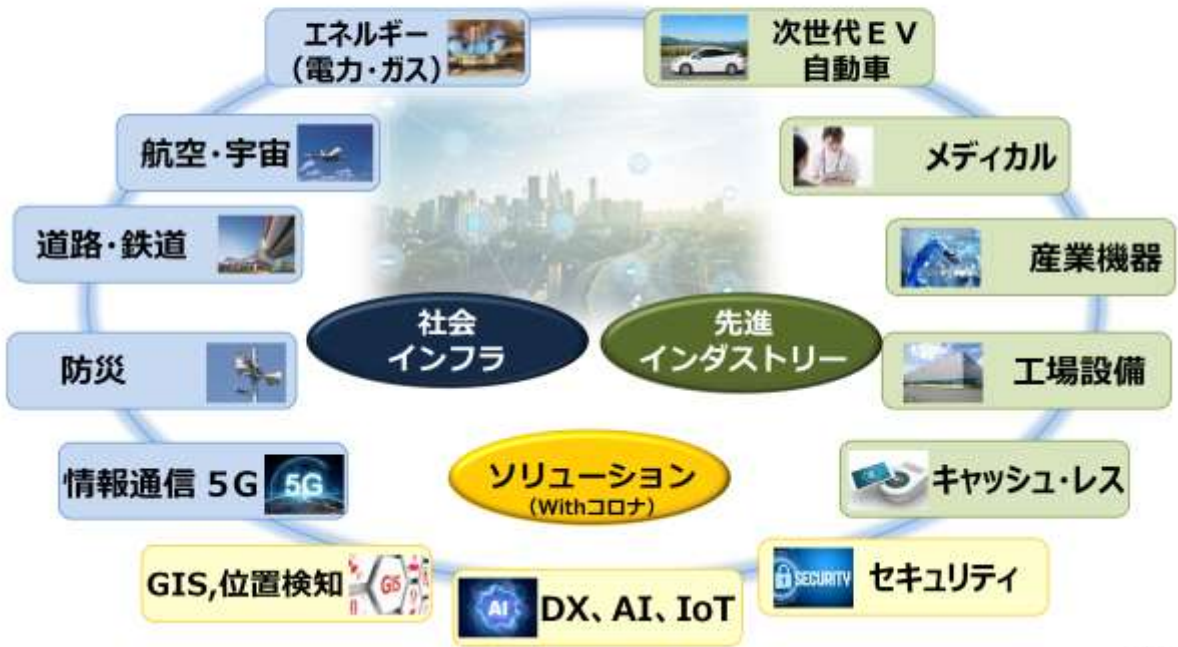 エネルギー
（電力・ガス）
次世代ＥＶ
自動車
航空・宇宙
メディカル
道路・鉄道
産業機器
社会
インフラ
先進
インダストリー
防災
工場設備
情報通信 5G
5G
ソリューション
（Withコロナ）
キャッシュ・レス
GIS,位置検知
GIS
AI
DX、AI、IoT
SECURITY
セキュリティ